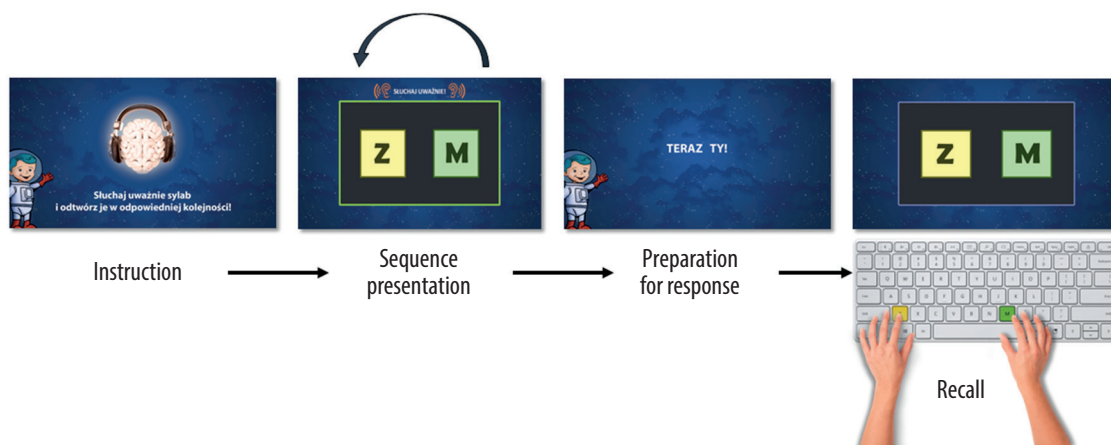 Słuchaj uważnie sylab
i odtwórz je w odpowiedniej kolejności!
SŁUCHAJ UWAŻNIE!
Z M
TERAZ TY!
Z M
Instruction
Sequence
presentation
Preparation
for response
M
Recall